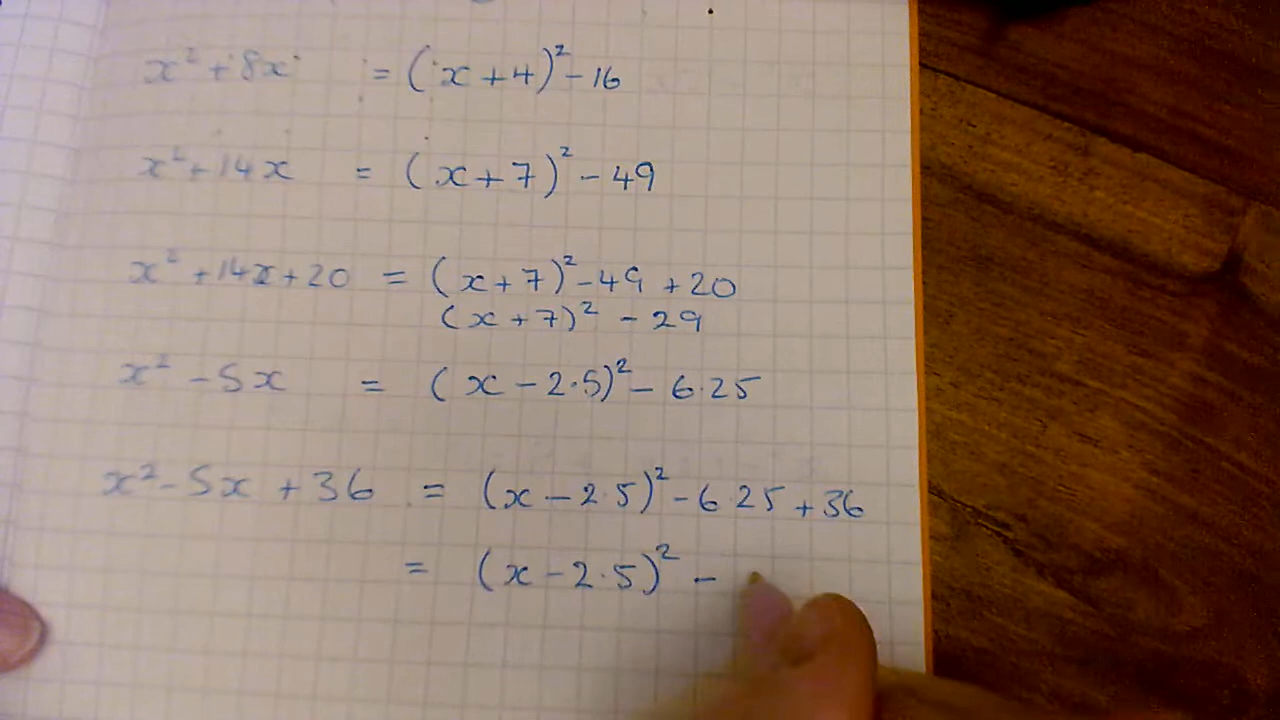 x² + 8x = (x + 4)² - 16
x² + 14x = (x + 7)² - 49
x² + 14x + 20 = (x + 7)² - 49 + 20
(x + 7)² - 29
x² - 5x = (x - 2·5)² - 6·25
x² - 5x + 36 = (x - 2·5)² - 6·25 + 36
= (x - 2·5)² -